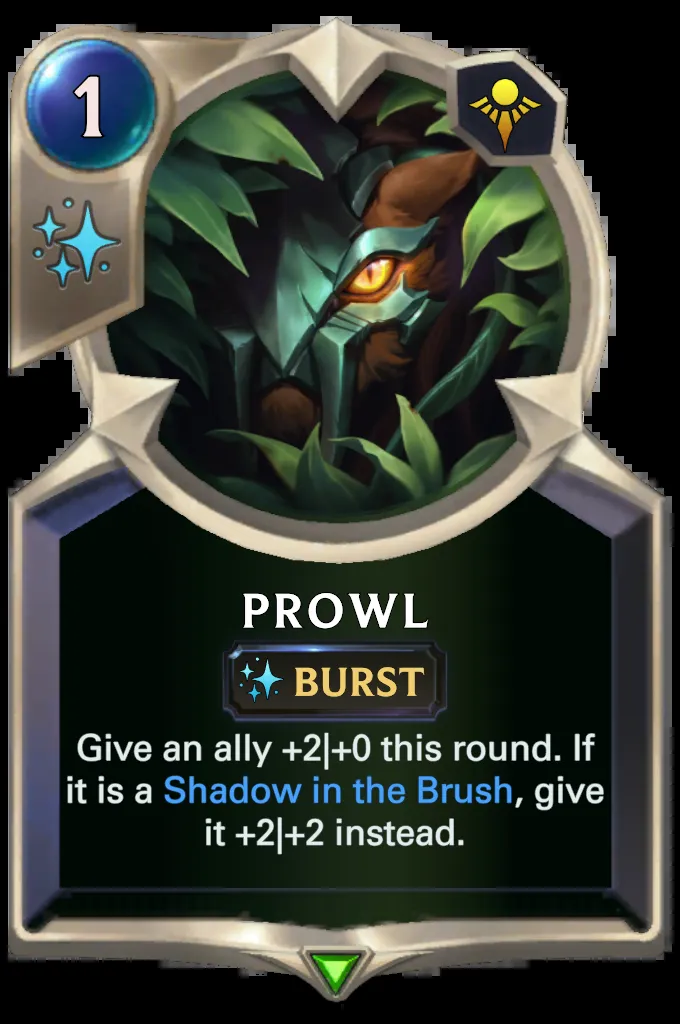 1
PROWL
BURST
Give an ally +2|+0 this round. If
it is a Shadow in the Brush, give
it +2|+2 instead.